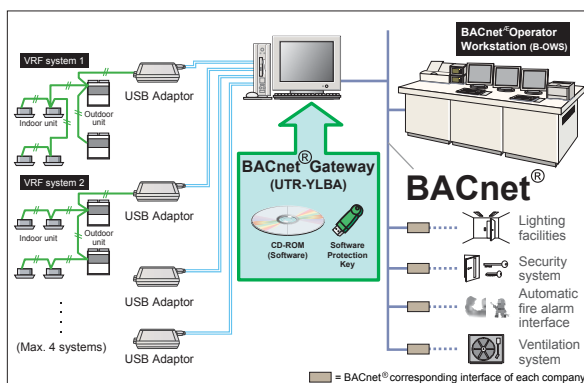 VRF system 1
Indoor unit
Outdoor
unit
USB Adaptor
VRF system 2
Indoor unit
Outdoor
unit
USB Adaptor
USB Adaptor
USB Adaptor
(Max. 4 systems)
BACnet® Gateway
(UTR-YLBA)
CD-ROM
(Software)
Software
Protection
Key
BACnet Æ Operator
Workstation (B-OWS)
BACnet®
Lighting
facilities
Security
system
Automatic
fire alarm
interface
Ventilation
system
= BACnet® corresponding interface of each company